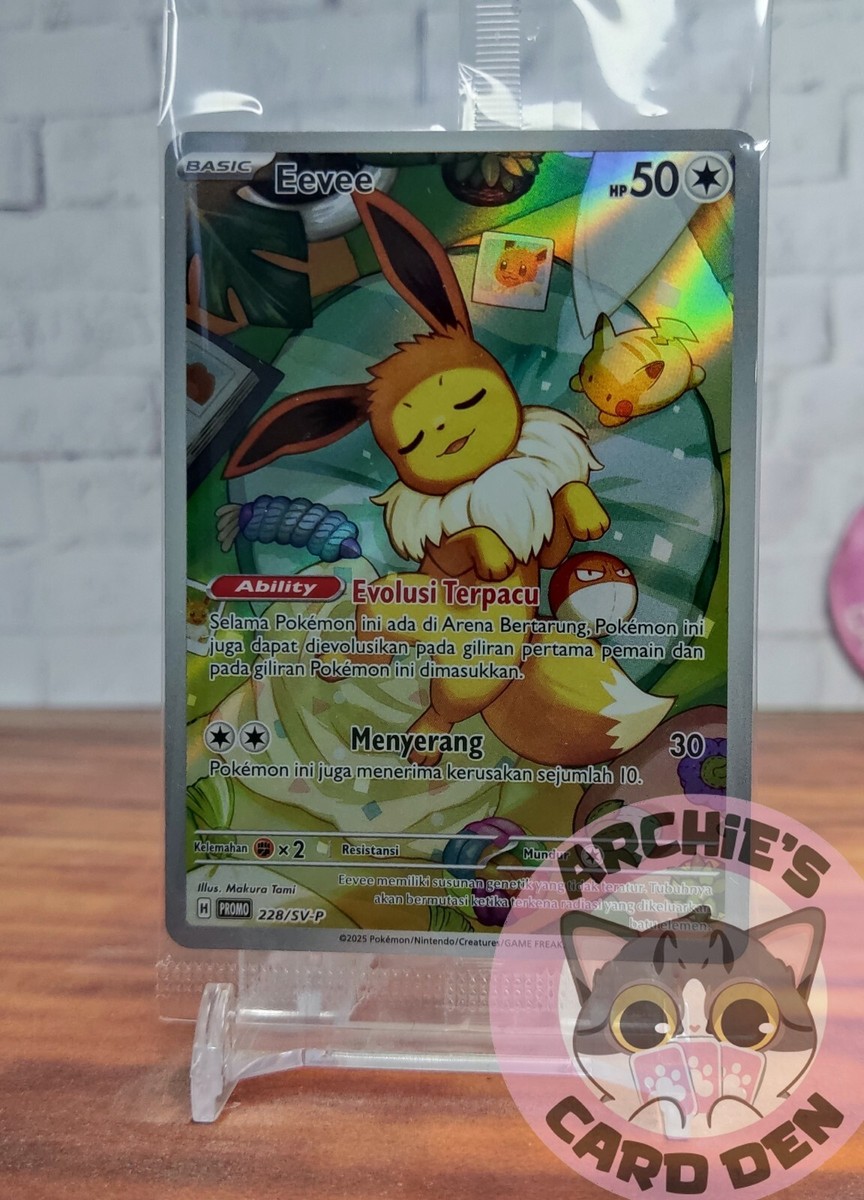 BASIC Eevee HP 50
Ability Evolusi Terpacu
Selama Pokémon ini ada di Arena Bertarung, Pokémon ini
juga dapat dievolusikan pada giliran pertama pemain dan
pada giliran Pokémon ini dimasukkan.
Menyerang 30
Pokémon ini juga menerima kerusakan sejumlah 10.
Kelemahan ×2 Resistansi Mundur
Illus. Makura Tami
Eevee memiliki susunan genetik yang tidak teratur. Tubuhnya
akan bermutasi ketika terkena radiasi yang dikeluarkan
batu elemen.
H PROMO 228/SV-P
©2025 Pokémon/Nintendo/Creatures/GAME FREAK
ARCHiE'S
CARD DEN